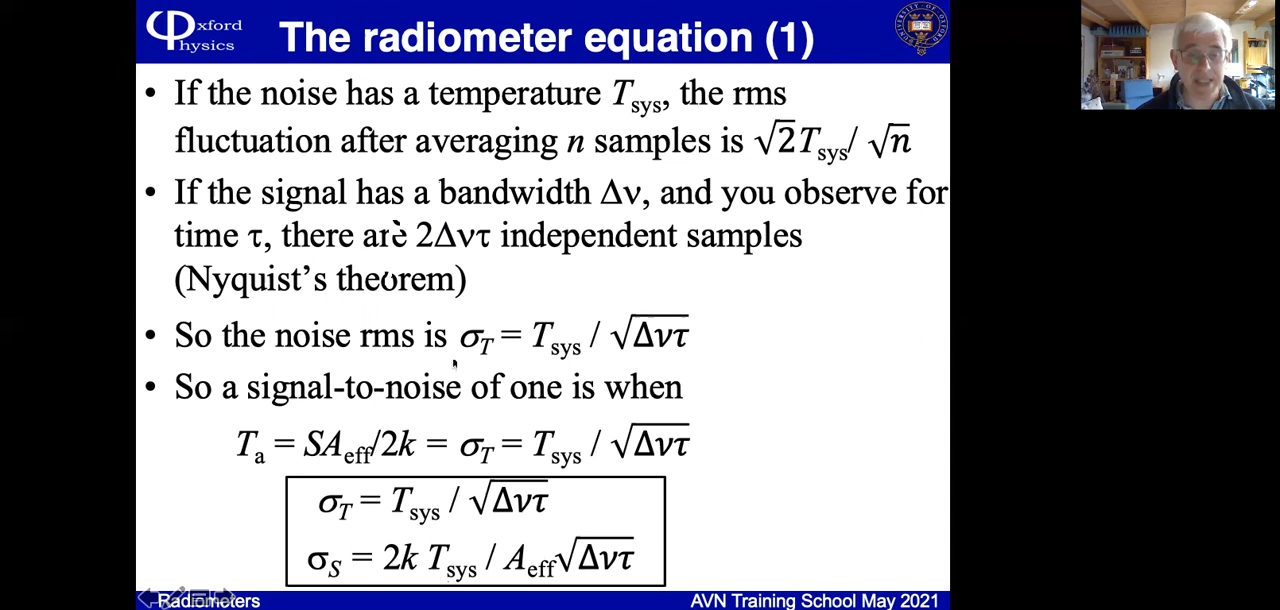 Oxford
Physics
The radiometer equation (1)
• If the noise has a temperature Tsys, the rms
fluctuation after averaging n samples is √2Tsys/ √n
• If the signal has a bandwidth Δν, and you observe for
time τ, there are 2Δντ independent samples
(Nyquist’s theorem)
• So the noise rms is σT = Tsys / √Δντ
• So a signal-to-noise of one is when
Ta = SAeff/2k = σT = Tsys / √Δντ
σT = Tsys / √Δντ
σS = 2k Tsys / Aeff√Δντ
Radiometers
AVN Training School May 2021